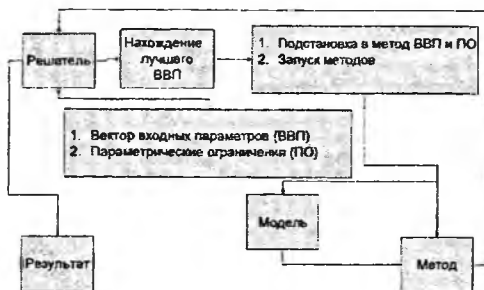 Решатель
Нахождение
лучшего
ВВП
1. Подстановка в метод ВВП и ПО
2. Запуск методов
1. Вектор входных параметров (ВВП)
2. Параметрические ограничения (ПО)
Модель
Результат
Метод